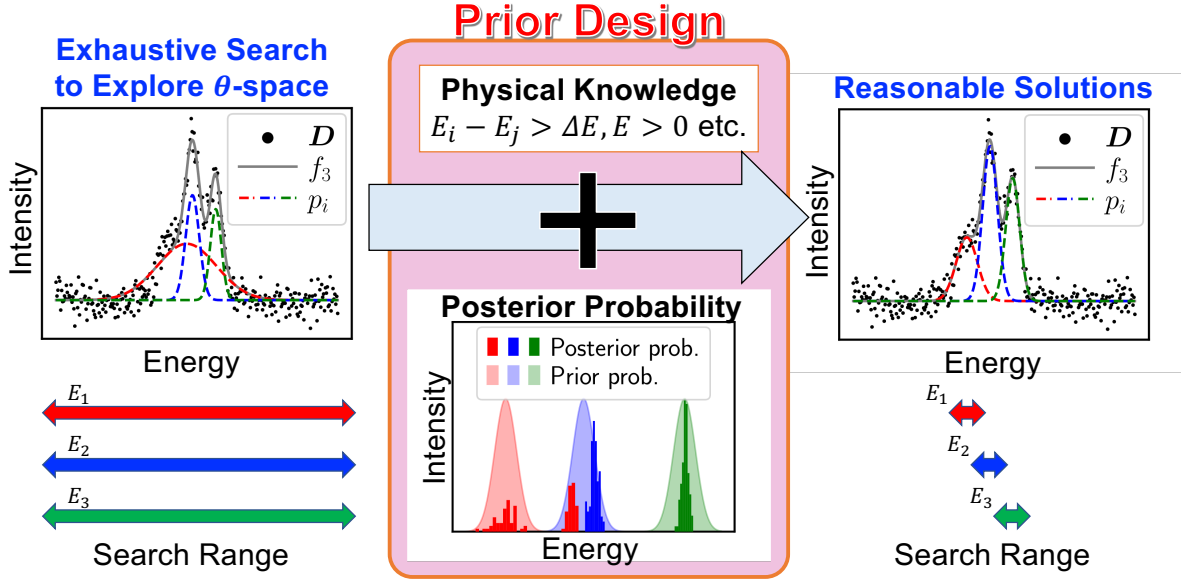 Prior Design
Exhaustive Search
to Explore θ-space
Intensity
D
f₃
pᵢ
Energy
E₁
E₂
E₃
Search Range
Physical Knowledge
Eᵢ − Eⱼ > ΔE, E > 0 etc.
+
Posterior Probability
Posterior prob.
Prior prob.
Intensity
Energy
Reasonable Solutions
Intensity
D
f₃
pᵢ
Energy
E₁
E₂
E₃
Search Range